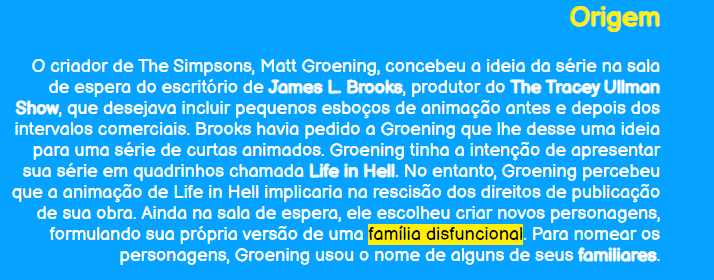 Origem
O criador de The Simpsons, Matt Groening, concebeu a ideia da série na sala
de espera do escritório de James L. Brooks, produtor do The Tracey Ullman
Show, que desejava incluir pequenos esboços de animação antes e depois dos
intervalos comerciais. Brooks havia pedido a Groening que lhe desse uma ideia
para uma série de curtas animados. Groening tinha a intenção de apresentar
sua série em quadrinhos chamada Life in Hell. No entanto, Groening percebeu
que a animação de Life in Hell implicaria na rescisão dos direitos de publicação
de sua obra. Ainda na sala de espera, ele escolheu criar novos personagens,
formulando sua própria versão de uma família disfuncional. Para nomear os
personagens, Groening usou o nome de alguns de seus familiares.